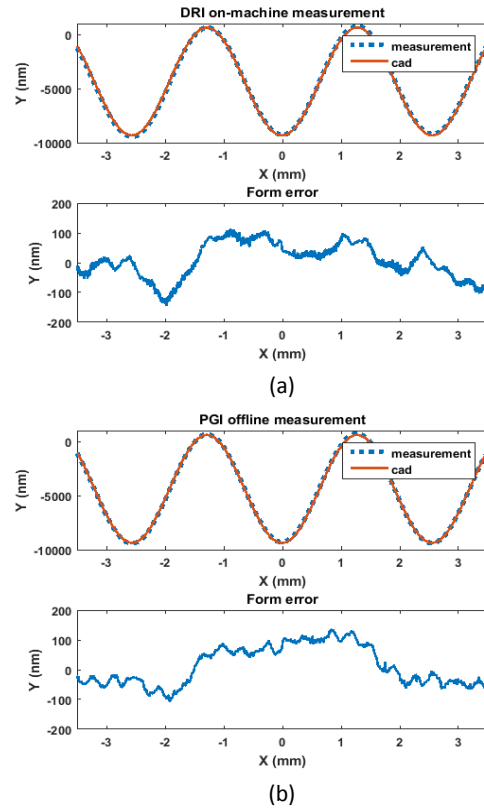 DRI on-machine measurement
0
-5000
-10000
Y (nm)
measurement
cad
-3 -2 -1 0 1 2 3
X (mm)
Form error
200
100
0
-100
-200
Y (nm)
-3 -2 -1 0 1 2 3
X (mm)
(a)
PGI offline measurement
0
-5000
-10000
Y (nm)
measurement
cad
-3 -2 -1 0 1 2 3
X (mm)
Form error
200
100
0
-100
-200
Y (nm)
-3 -2 -1 0 1 2 3
X (mm)
(b)